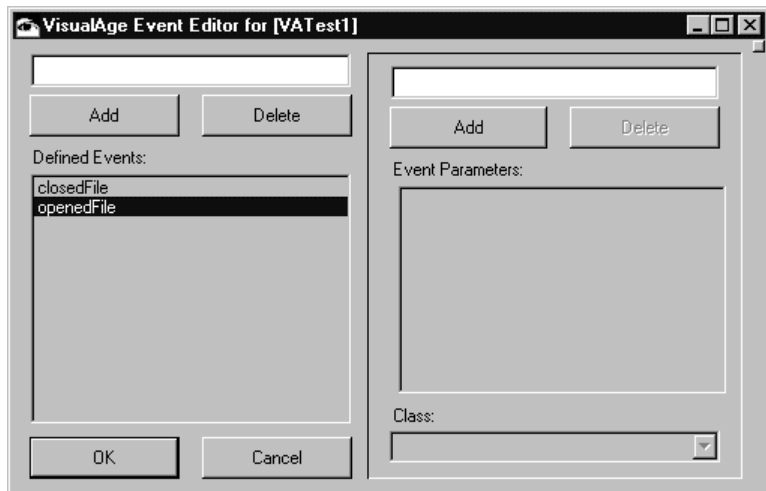 VisualAge Event Editor for [VATest1]
Add
Delete
Defined Events:
closedFile
openedFile
OK
Cancel
Add
Delete
Event Parameters:
Class: